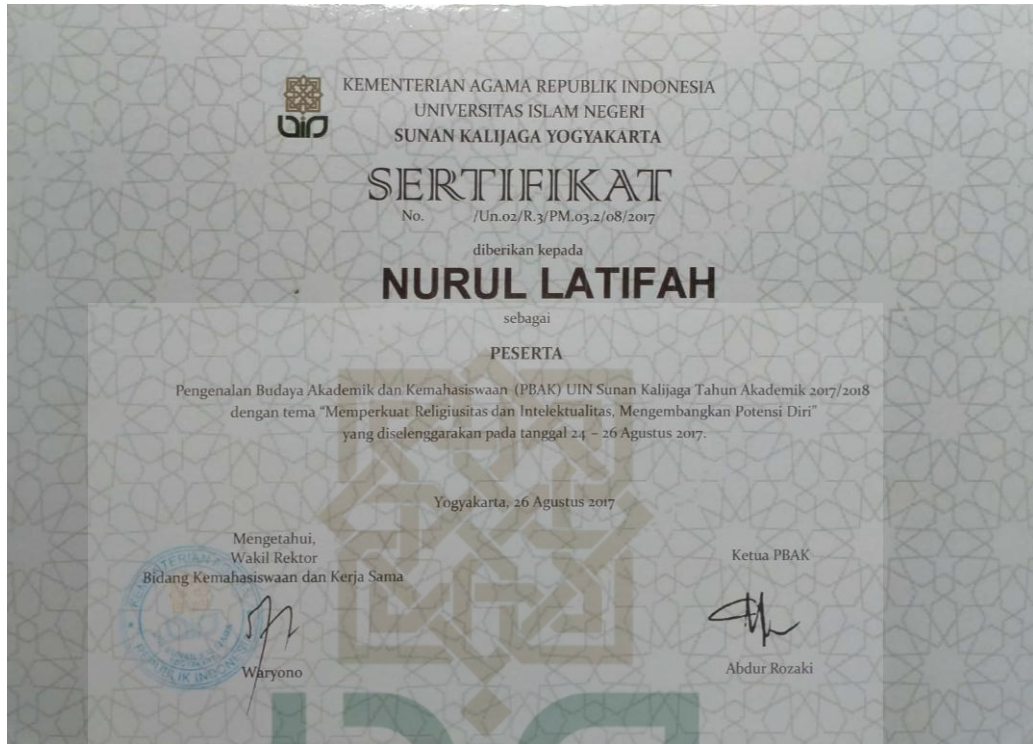 KEMENTERIAN AGAMA REPUBLIK INDONESIA
UNIVERSITAS ISLAM NEGERI
SUNAN KALIJAGA YOGYAKARTA
SERTIFIKAT
No. /Un.02/R.3/PM.03.2/08/2017
diberikan kepada
NURUL LATIFAH
sebagai
PESERTA
Pengenalan Budaya Akademik dan Kemahasiswaan (PBAK) UIN Sunan Kalijaga Tahun Akademik 2017/2018
dengan tema "Memperkuat Religiusitas dan Intelektualitas, Mengembangkan Potensi Diri"
yang diselenggarakan pada tanggal 24 – 26 Agustus 2017.
Yogyakarta, 26 Agustus 2017
Mengetahui,
Wakil Rektor
Bidang Kemahasiswaan dan Kerja Sama
Waryono
Ketua PBAK
Abdur Rozaki